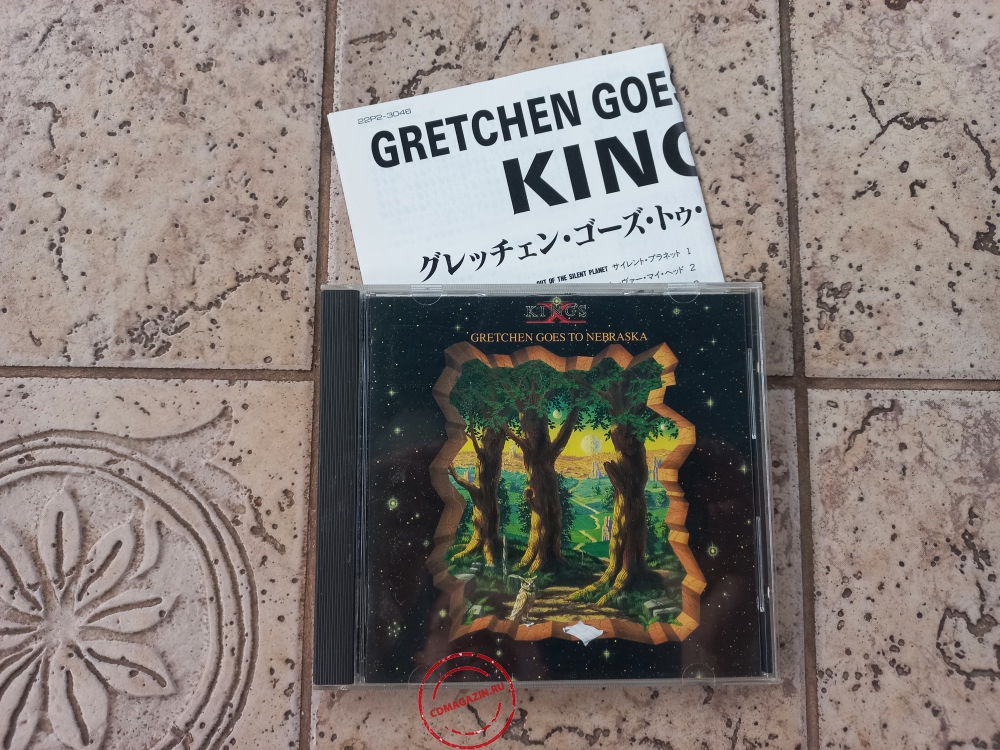 22P2-3048
GRETCHEN GOE
KING
グレッチェン・ゴーズ・トゥ・
OUT OF THE SILENT PLANET サイレント・プラネット 1
ヴァー・マイ・ヘッド 2
KING'S X
GRETCHEN GOES TO NEBRASKA
CDMAGAZIN.RU